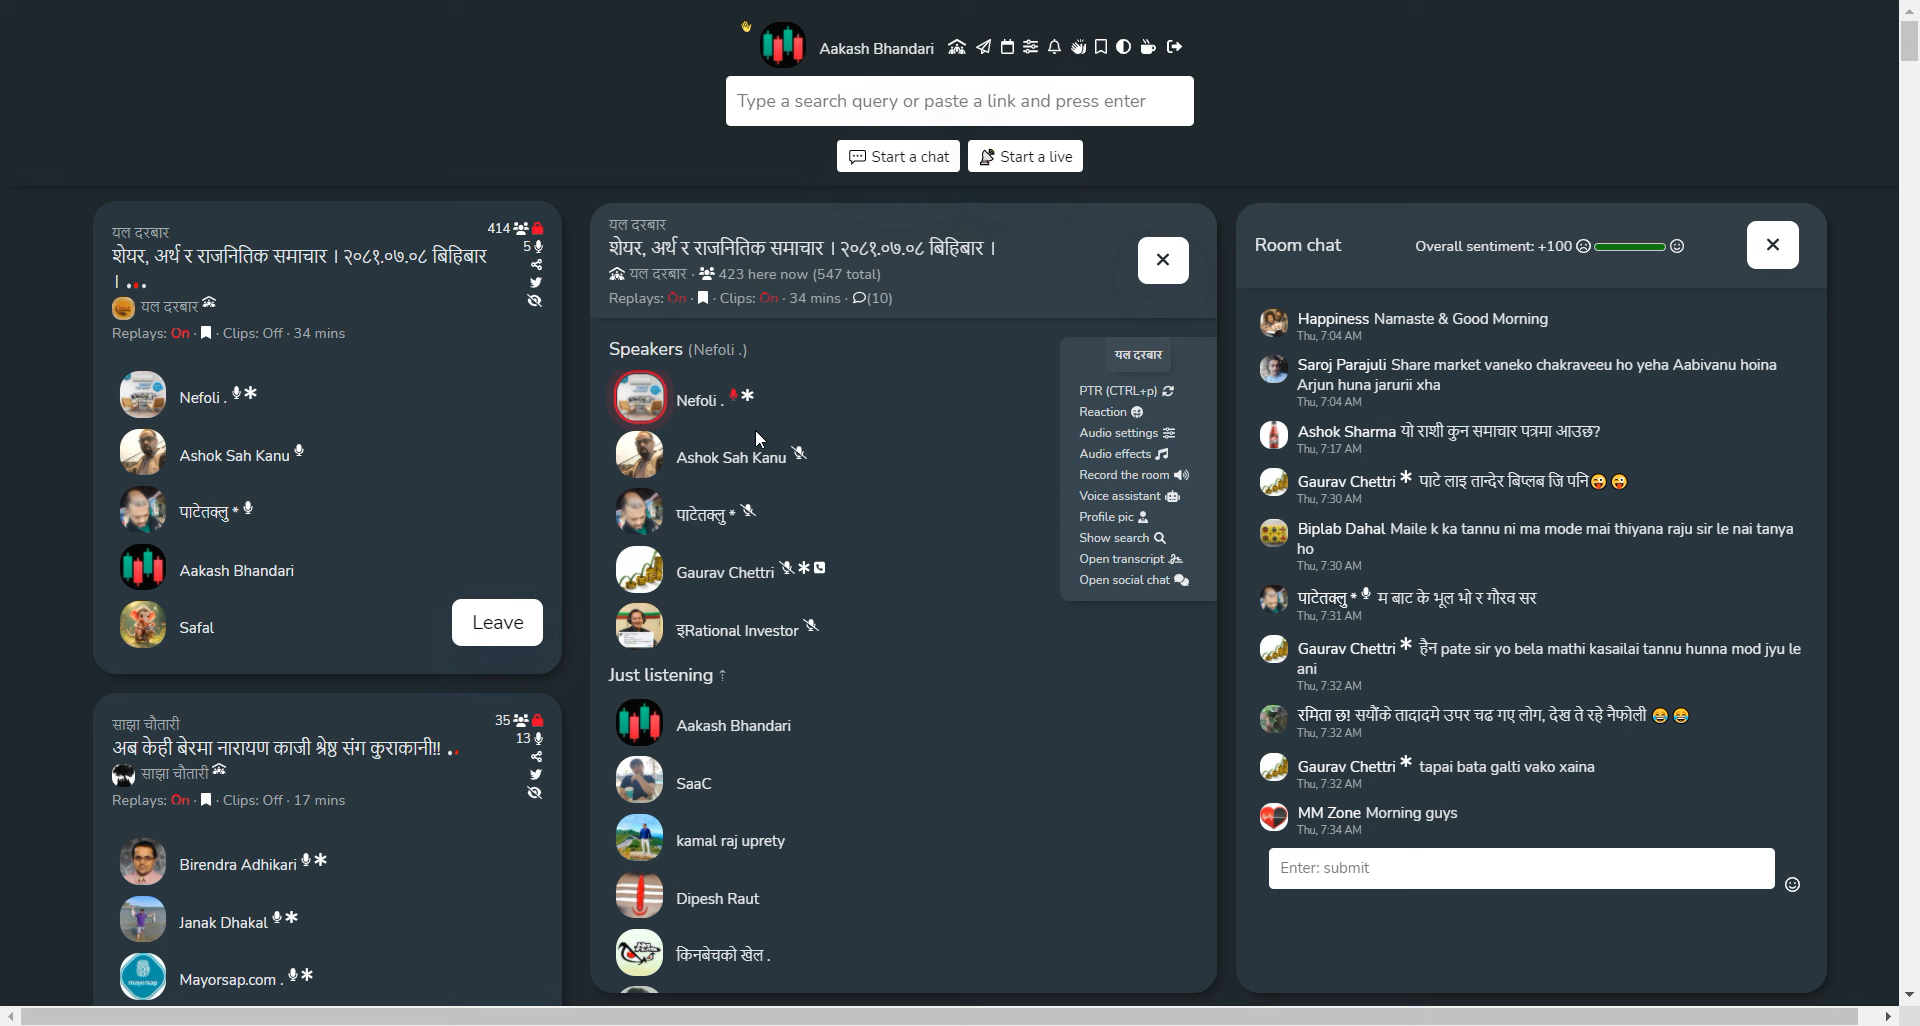 Aakash Bhandari
Type a search query or paste a link and press enter
Start a chat
Start a live
यल दरबार
शेयर, अर्थ र राजनितिक समाचार । २०८१.०७.०८ बिहिबार
। ...
414
5
यल दरबार
Replays: On · Clips: Off · 34 mins
Nefoli .
Ashok Sah Kanu
पाटेतक्लु *
Aakash Bhandari
Safal
Leave
साझा चौतारी
अब केही बेरमा नारायण काजी श्रेष्ठ संग कुराकानी!! ..
35
13
साझा चौतारी
Replays: On · Clips: Off · 17 mins
Birendra Adhikari
Janak Dhakal
Mayorsap.com .
यल दरबार
शेयर, अर्थ र राजनितिक समाचार । २०८१.०७.०८ बिहिबार ।
यल दरबार · 423 here now (547 total)
Replays: On · Clips: On · 34 mins · (10)
Speakers (Nefoli .)
Nefoli .
Ashok Sah Kanu
पाटेतक्लु *
Gaurav Chettri
इRational Investor
Just listening ↑
Aakash Bhandari
SaaC
kamal raj uprety
Dipesh Raut
किनबेचको खेल .
यल दरबार
PTR (CTRL+p)
Reaction
Audio settings
Audio effects
Record the room
Voice assistant
Profile pic
Show search
Open transcript
Open social chat
Room chat
Overall sentiment: +100
Happiness Namaste & Good Morning
Thu, 7:04 AM
Saroj Parajuli Share market vaneko chakraveeu ho yeha Aabivanu hoina
Arjun huna jarurii xha
Thu, 7:04 AM
Ashok Sharma यो राशी कुन समाचार पत्रमा आउछ?
Thu, 7:17 AM
Gaurav Chettri पाटे लाइ तान्देर बिप्लब जि पनि😜 😜
Thu, 7:30 AM
Biplab Dahal Maile k ka tannu ni ma mode mai thiyana raju sir le nai tanya
ho
Thu, 7:30 AM
पाटेतक्लु * म बाट के भूल भो र गौरव सर
Thu, 7:31 AM
Gaurav Chettri हैन pate sir yo bela mathi kasailai tannu hunna mod jyu le
ani
Thu, 7:32 AM
रमिता छ! सयौंके तादादमे उपर चढ गए लोग, देख ते रहे नैफोली 😂 😂
Thu, 7:32 AM
Gaurav Chettri tapai bata galti vako xaina
Thu, 7:32 AM
MM Zone Morning guys
Thu, 7:34 AM
Enter: submit